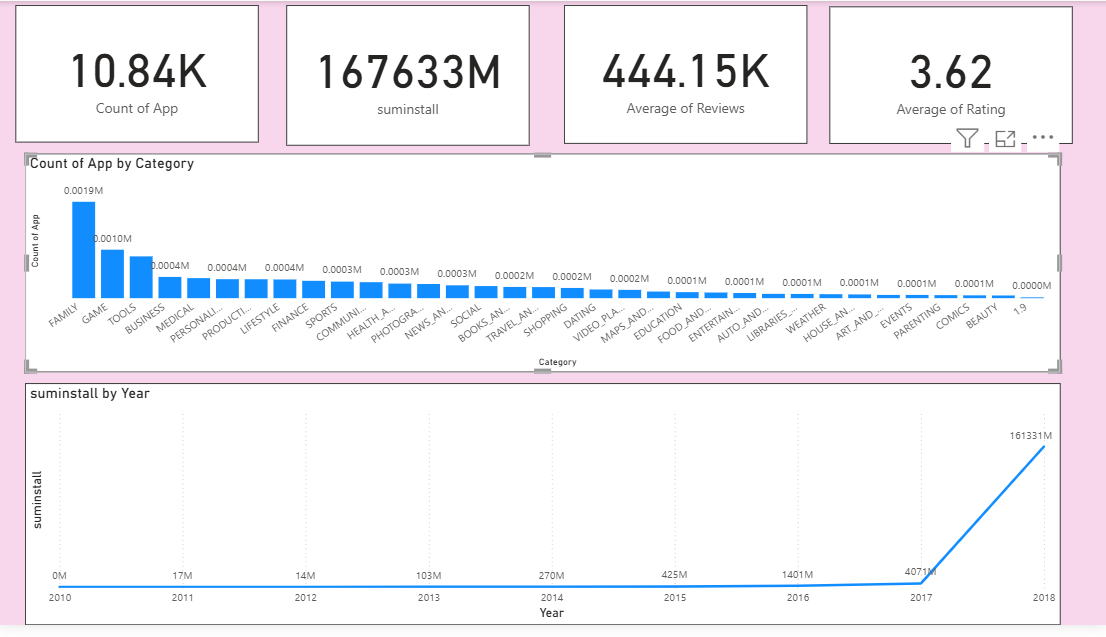 10.84K
Count of App
167633M
suminstall
444.15K
Average of Reviews
3.62
Average of Rating
Count of App by Category
Count of App
0.0019M
0.0010M
0.0004M
0.0004M
0.0004M
0.0003M
0.0003M
0.0003M
0.0002M
0.0002M
0.0002M
0.0001M
0.0001M
0.0001M
0.0001M
0.0001M
0.0000M
FAMILY
GAME
TOOLS
BUSINESS
MEDICAL
PERSONALI...
PRODUCTI...
LIFESTYLE
FINANCE
SPORTS
COMMUNI...
HEALTH_A...
PHOTOGRA...
NEWS_AN...
SOCIAL
BOOKS_AN...
TRAVEL_AN...
SHOPPING
DATING
VIDEO_PLA...
MAPS_AND...
EDUCATION
FOOD_AND...
ENTERTAIN...
AUTO_AND...
LIBRARIES_...
WEATHER
HOUSE_AN...
ART_AND_...
EVENTS
PARENTING
COMICS
BEAUTY
1.9
Category
suminstall by Year
suminstall
0M
17M
14M
103M
270M
425M
1401M
4071M
161331M
2010
2011
2012
2013
2014
2015
2016
2017
2018
Year